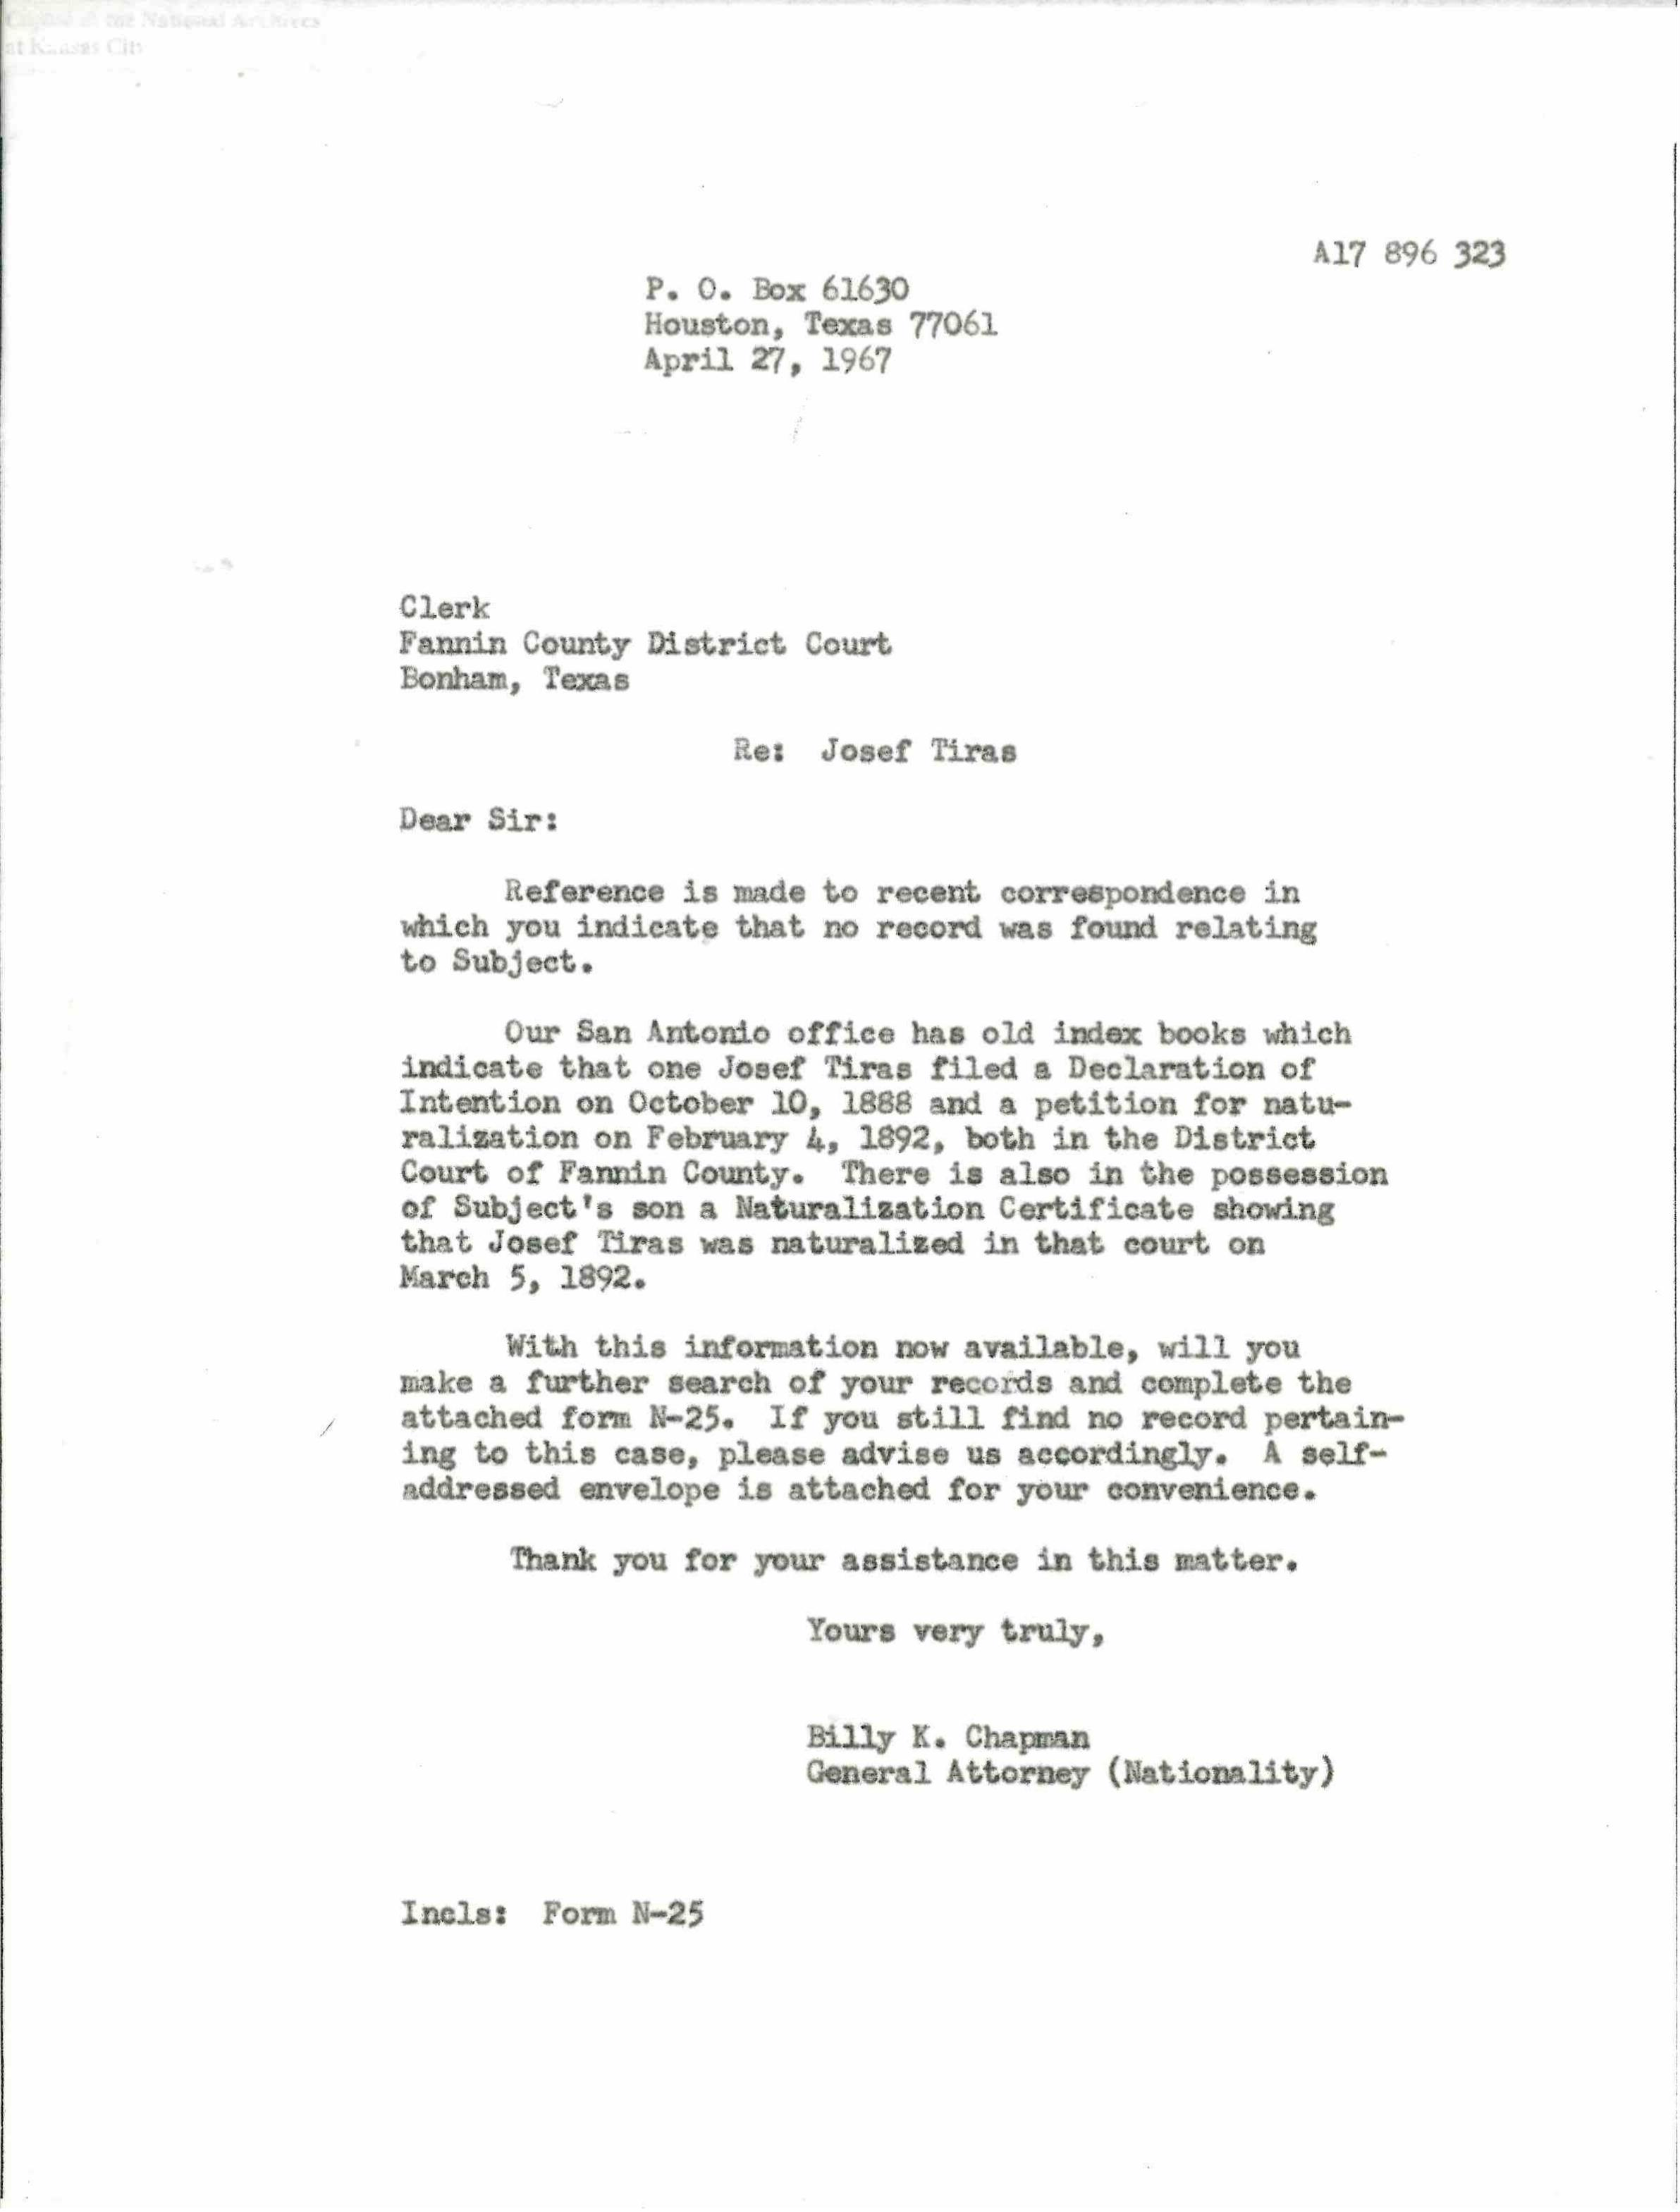 at the National Archives
at Kansas City
A17 896 323
P. O. Box 61630
Houston, Texas 77061
April 27, 1967
Clerk
Fannin County District Court
Bonham, Texas
Re: Josef Tiras
Dear Sir:
Reference is made to recent correspondence in
which you indicate that no record was found relating
to Subject.
Our San Antonio office has old index books which
indicate that one Josef Tiras filed a Declaration of
Intention on October 10, 1888 and a petition for natu-
ralization on February 4, 1892, both in the District
Court of Fannin County. There is also in the possession
of Subject's son a Naturalization Certificate showing
that Josef Tiras was naturalized in that court on
March 5, 1892.
With this information now available, will you
make a further search of your records and complete the
attached form N-25. If you still find no record pertain-
ing to this case, please advise us accordingly. A self-
addressed envelope is attached for your convenience.
Thank you for your assistance in this matter.
Yours very truly,
Billy K. Chapman
General Attorney (Nationality)
Incls: Form N-25